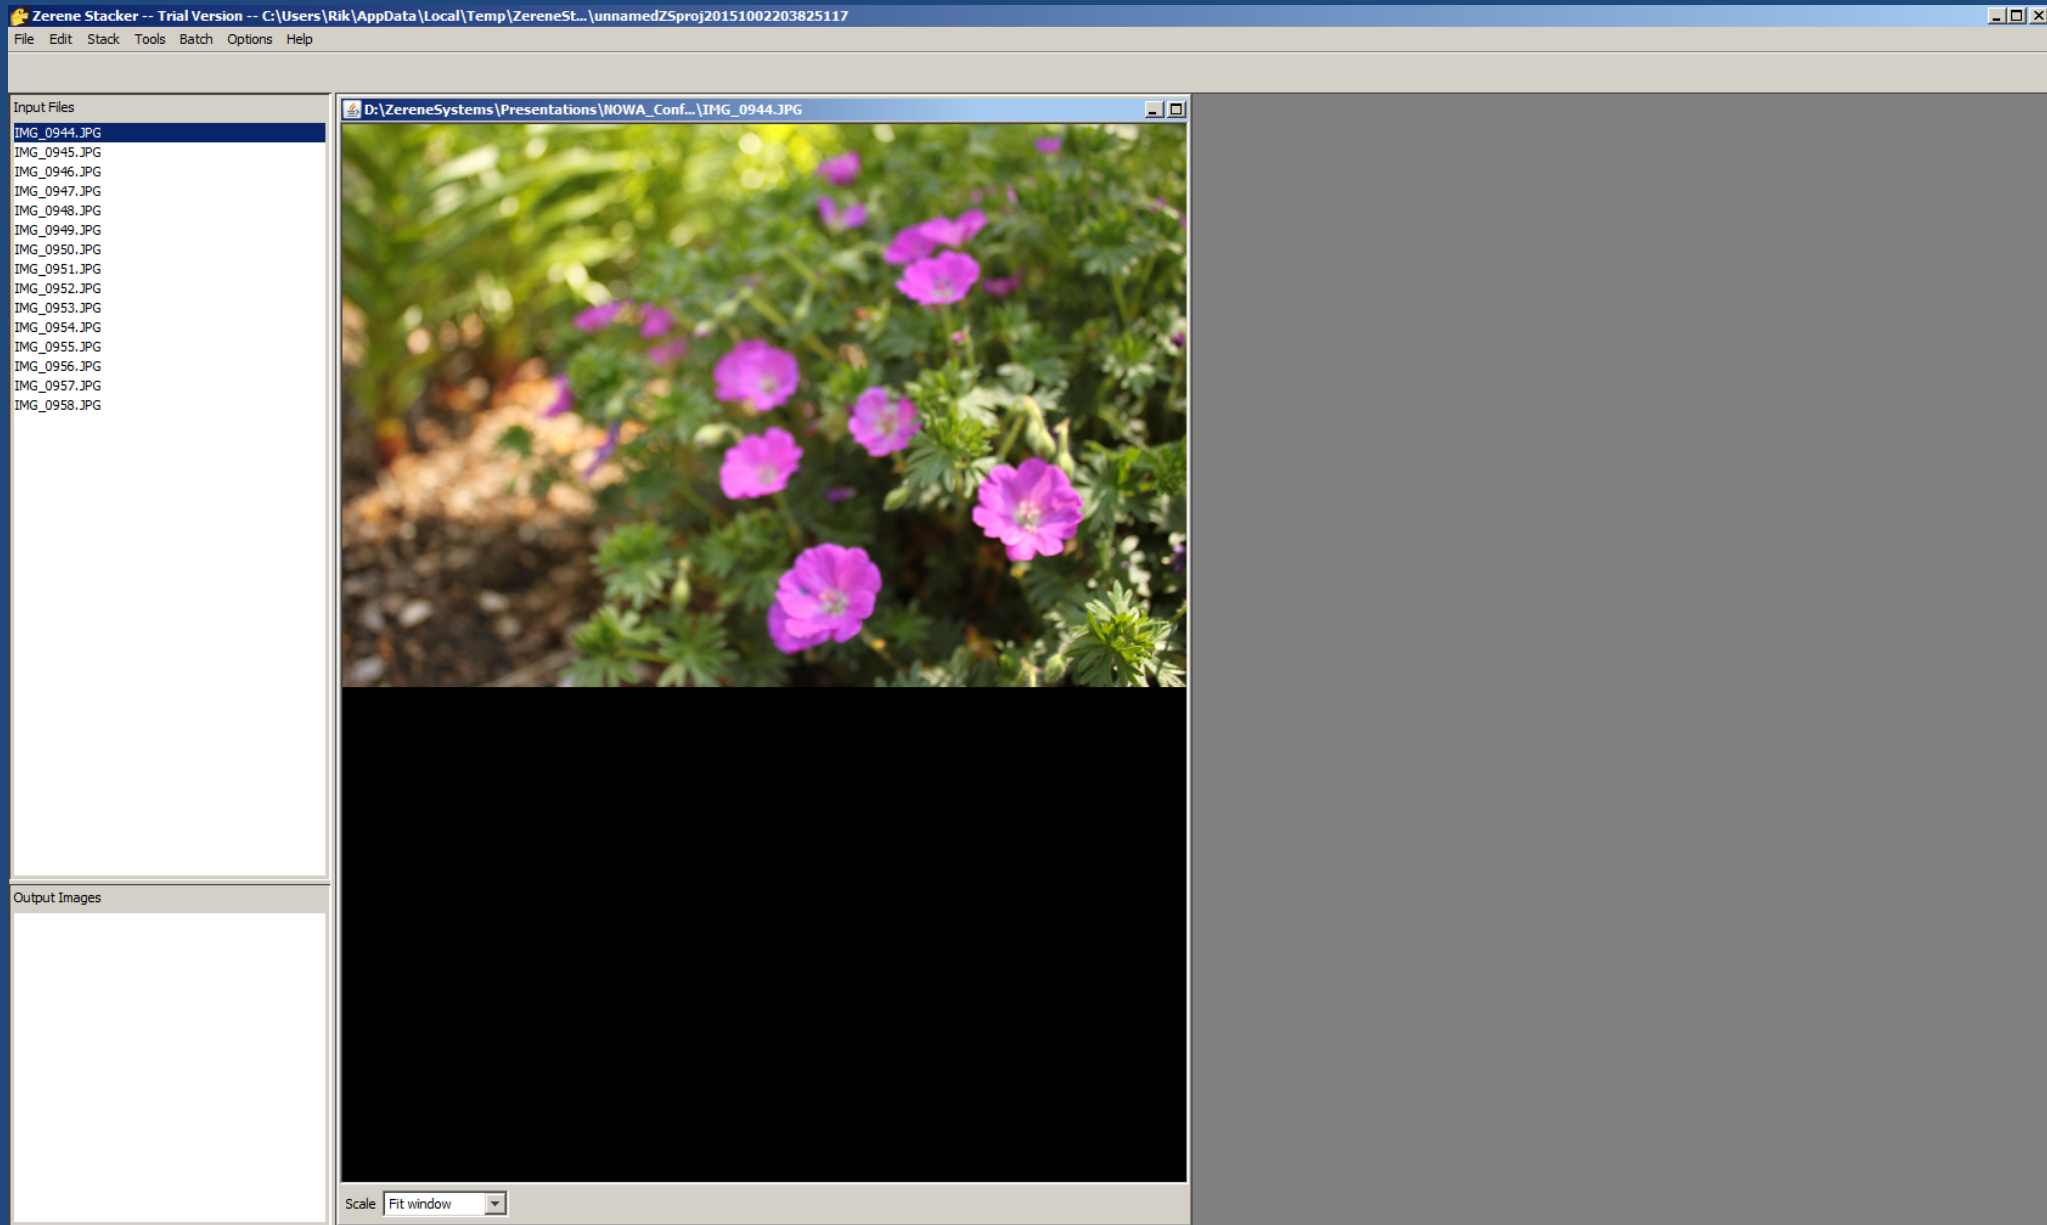 Zerene Stacker -- Trial Version -- C:\Users\Rik\AppData\Local\Temp\ZereneSt...\unnamedZSproj20151002203825117
File Edit Stack Tools Batch Options Help
Input Files
IMG_0944.JPG
IMG_0945.JPG
IMG_0946.JPG
IMG_0947.JPG
IMG_0948.JPG
IMG_0949.JPG
IMG_0950.JPG
IMG_0951.JPG
IMG_0952.JPG
IMG_0953.JPG
IMG_0954.JPG
IMG_0955.JPG
IMG_0956.JPG
IMG_0957.JPG
IMG_0958.JPG
Output Images
D:\ZereneSystems\Presentations\NOWA_Conf...\IMG_0944.JPG
Scale Fit window